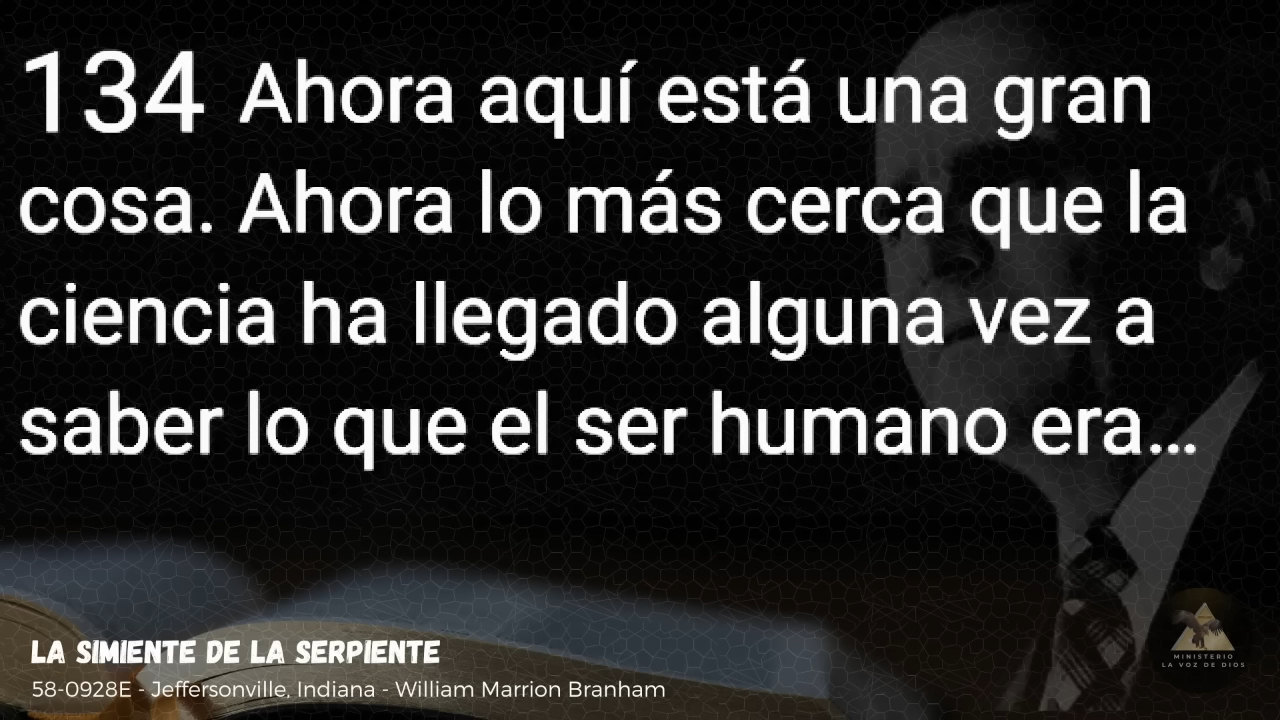 134 Ahora aquí está una gran
cosa. Ahora lo más cerca que la
ciencia ha llegado alguna vez a
saber lo que el ser humano era...
LA SIMIENTE DE LA SERPIENTE
58-0928E - Jeffersonville, Indiana - William Marrion Branham
MINISTERIO
LA VOZ DE DIOS